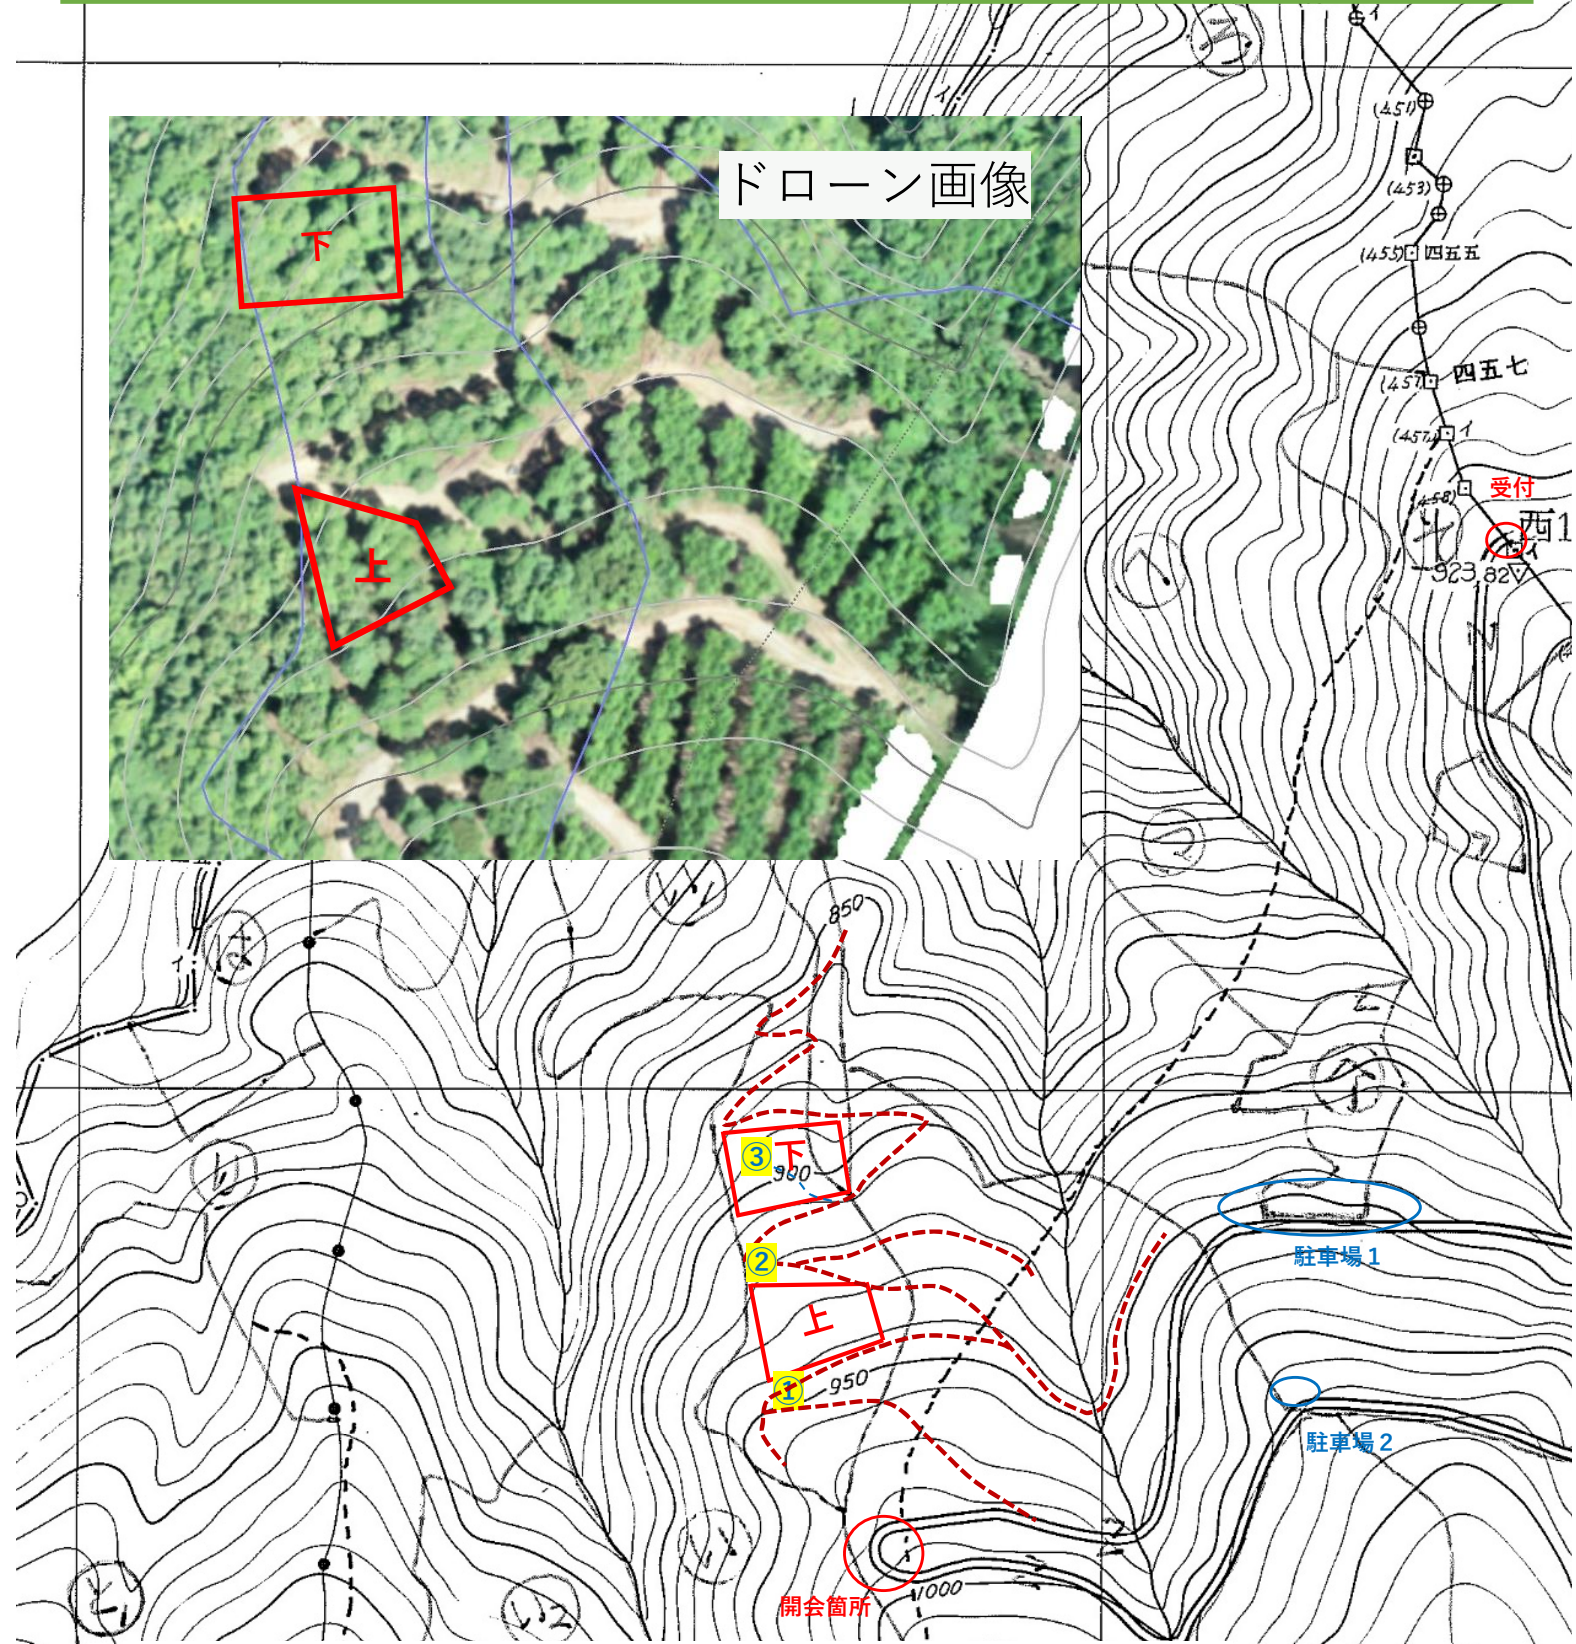 ドローン画像
下
上
(451)
(453)
(455) 四五五
(457) 四五七
(457) イ
(458)
受付
西1
イ
923.82
850
③ 下
900
②
上
①
950
駐車場1
駐車場2
開会箇所
1000